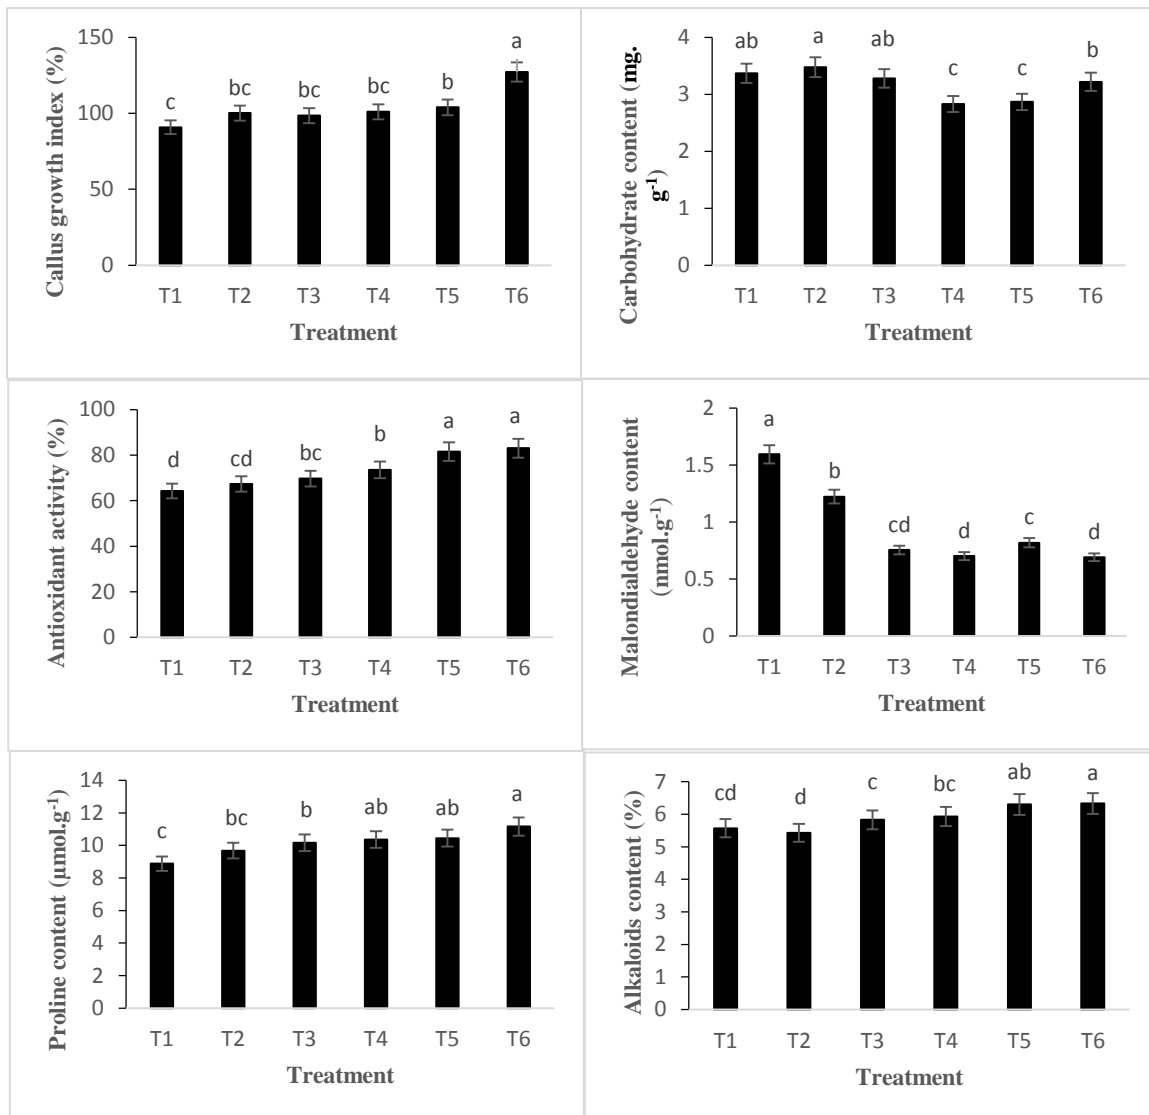 Callus growth index (%)
150
100
50
0
c
bc
bc
bc
b
a
T1 T2 T3 T4 T5 T6
Treatment
Carbohydrate content (mg.
g-1)
4
3
2
1
0
ab
a
ab
c
c
b
T1 T2 T3 T4 T5 T6
Treatment
Antioxidant activity (%)
100
80
60
40
20
0
d
cd
bc
b
a
a
T1 T2 T3 T4 T5 T6
Treatment
Malondialdehyde content
(nmol.g-1)
2
1.5
1
0.5
0
a
b
cd
d
c
d
T1 T2 T3 T4 T5 T6
Treatment
Proline content (µmol.g-1)
14
12
10
8
6
4
2
0
c
bc
b
ab
ab
a
T1 T2 T3 T4 T5 T6
Treatment
Alkaloids content (%)
7
6
5
4
3
2
1
0
cd
d
c
bc
ab
a
T1 T2 T3 T4 T5 T6
Treatment